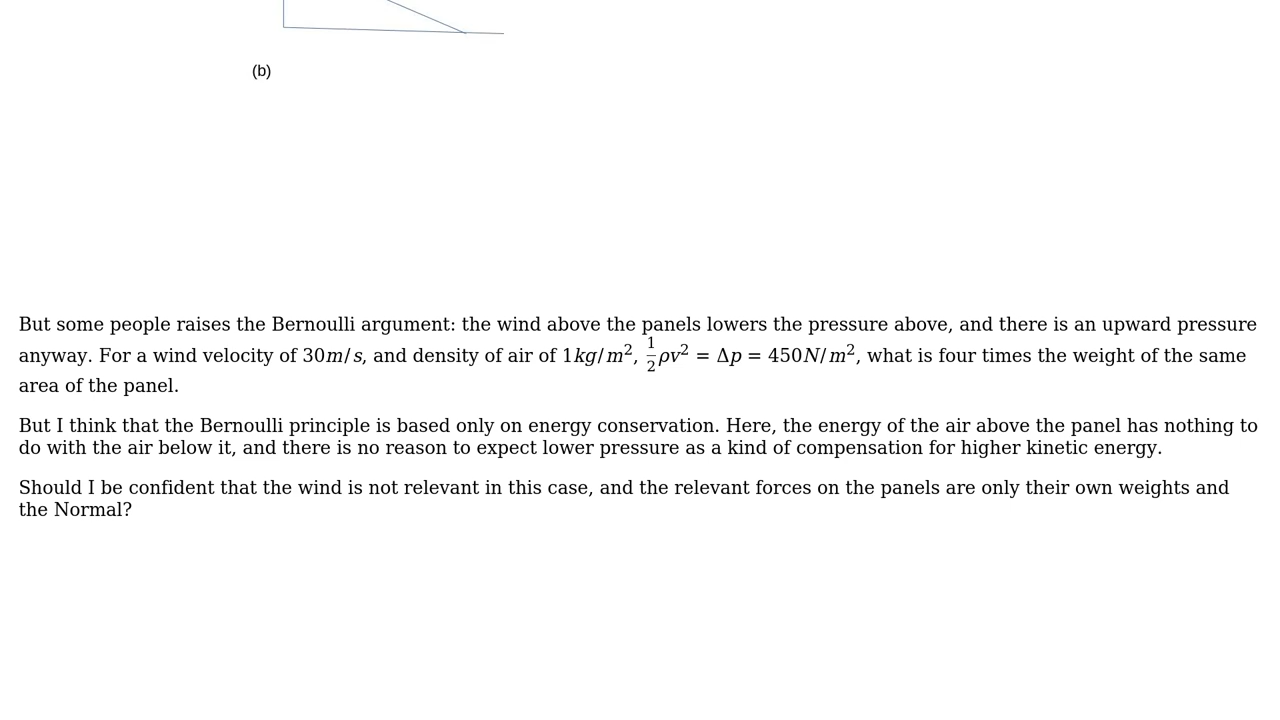 (b)
But some people raises the Bernoulli argument: the wind above the panels lowers the pressure above, and there is an upward pressure
anyway. For a wind velocity of 30m/s, and density of air of 1kg/m², ½ρv² = Δp = 450N/m², what is four times the weight of the same
area of the panel.
But I think that the Bernoulli principle is based only on energy conservation. Here, the energy of the air above the panel has nothing to
do with the air below it, and there is no reason to expect lower pressure as a kind of compensation for higher kinetic energy.
Should I be confident that the wind is not relevant in this case, and the relevant forces on the panels are only their own weights and
the Normal?